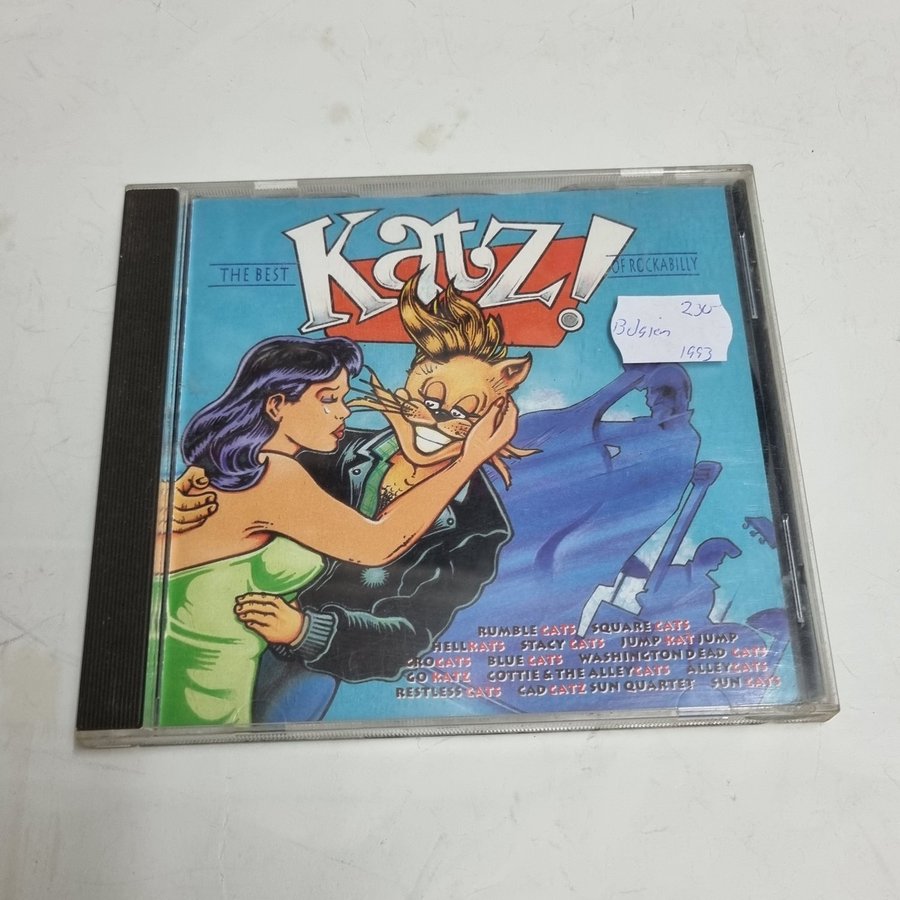 Katz!
THE BEST OF ROCKABILLY
230-
Belgien
1993
RUMBLE CATS SQUARE CATS
HELLKATS STACY CATS JUMP KAT JUMP
CROCATS BLUE CATS WASHINGTON DEAD CATS
GO KATZ GOTTIE & THE ALLEYCATS ALLEYCATS
RESTLESS CATS CAD CATZ SUN QUARTET SUN CATS